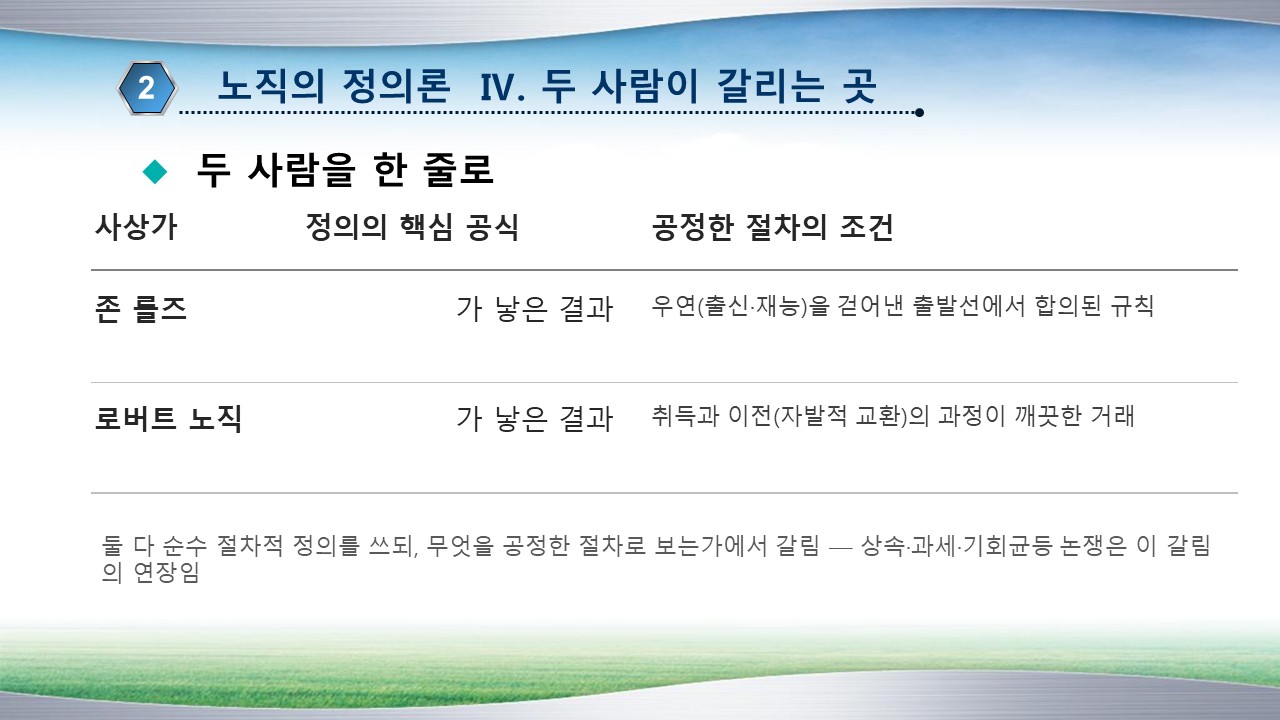 2
노직의 정의론 Ⅳ. 두 사람이 갈리는 곳
두 사람을 한 줄로
사상가 정의의 핵심 공식 공정한 절차의 조건
존 롤즈 가 낳은 결과 우연(출신·재능)을 걷어낸 출발선에서 합의된 규칙
로버트 노직 가 낳은 결과 취득과 이전(자발적 교환)의 과정이 깨끗한 거래
둘 다 순수 절차적 정의를 쓰되, 무엇을 공정한 절차로 보는가에서 갈림 — 상속·과세·기회균등 논쟁은 이 갈림
의 연장임